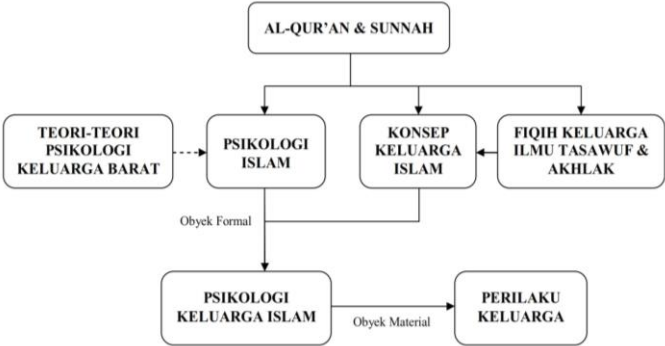 AL-QUR’AN & SUNNAH
TEORI-TEORI
PSIKOLOGI
KELUARGA BARAT
PSIKOLOGI
ISLAM
KONSEP
KELUARGA
ISLAM
FIQIH KELUARGA
ILMU TASAWUF &
AKHLAK
Obyek Formal
PSIKOLOGI
KELUARGA ISLAM
Obyek Material
PERILAKU
KELUARGA